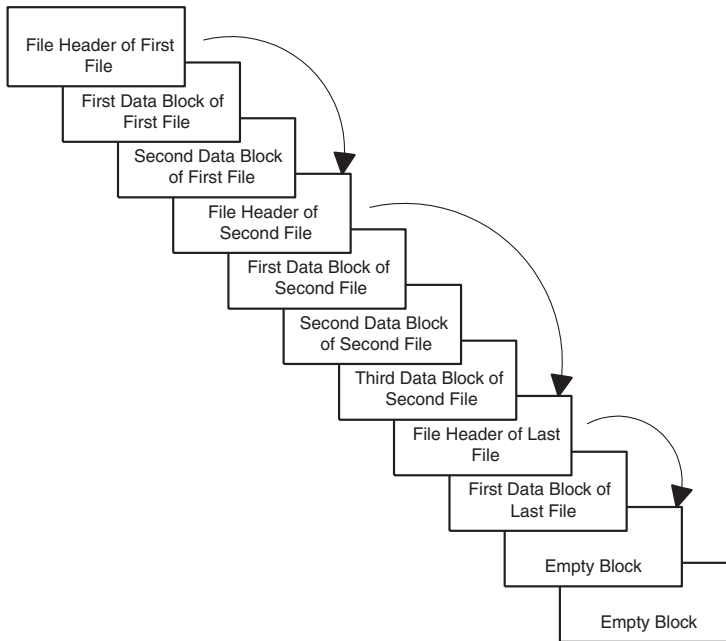 File Header of First
File
First Data Block of
First File
Second Data Block
of First File
File Header of
Second File
First Data Block of
Second File
Second Data Block
of Second File
Third Data Block of
Second File
File Header of Last
File
First Data Block of
Last File
Empty Block
Empty Block